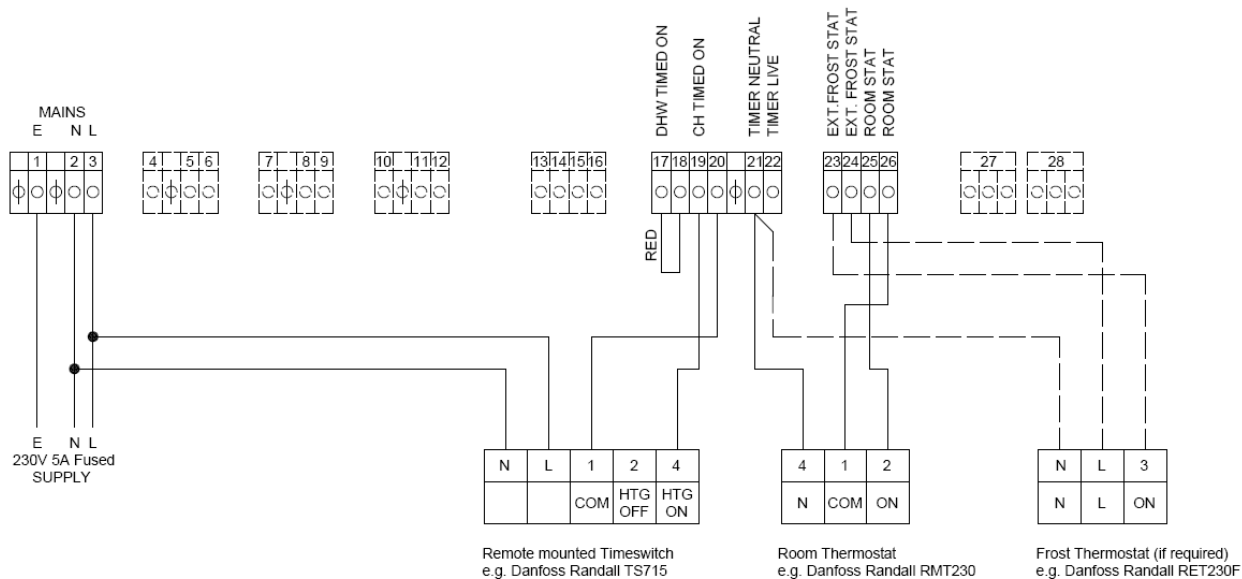 MAINS
E N L
1 2 3
4 5 6
7 8 9
10 11 12
13 14 15 16
DHW TIMED ON
CH TIMED ON
TIMER NEUTRAL
TIMER LIVE
17 18 19 20 21 22
EXT.FROST STAT
EXT. FROST STAT
ROOM STAT
ROOM STAT
23 24 25 26
27
28
RED
E N L
230V 5A Fused
SUPPLY
N L 1 2 4
COM HTG OFF HTG ON
Remote mounted Timeswitch
e.g. Danfoss Randall TS715
4 1 2
N COM ON
Room Thermostat
e.g. Danfoss Randall RMT230
N L 3
N L ON
Frost Thermostat (if required)
e.g. Danfoss Randall RET230F